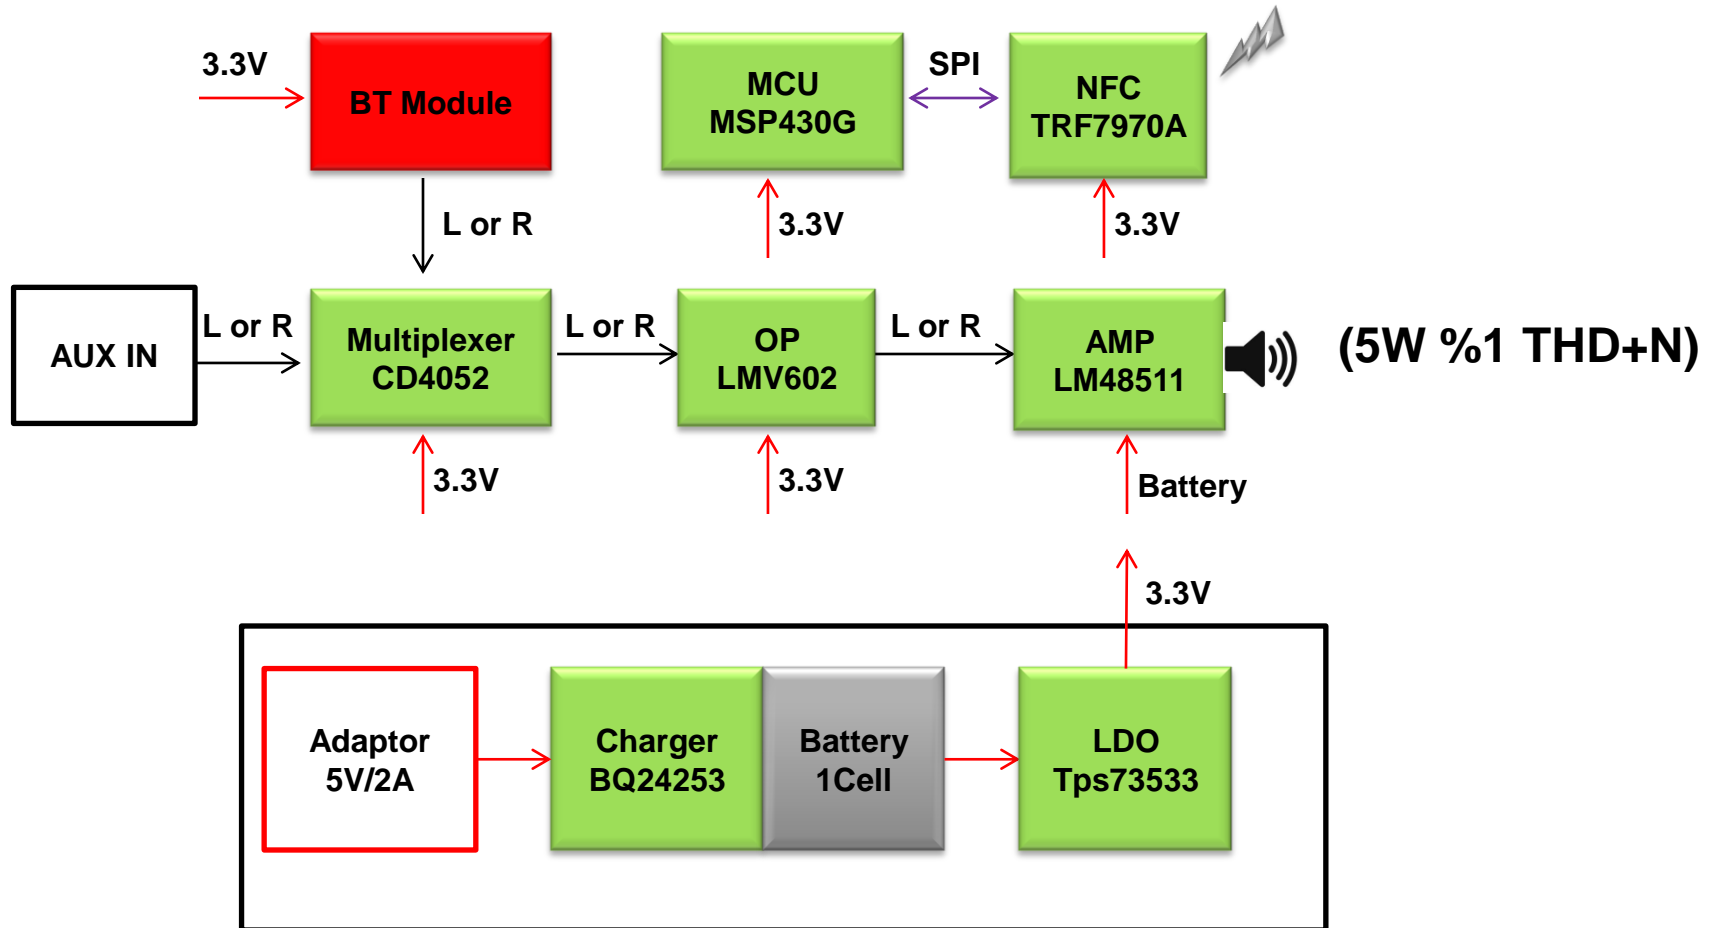 3.3V
BT Module
MCU
MSP430G
SPI
NFC
TRF7970A
L or R
3.3V
3.3V
AUX IN
L or R
Multiplexer
CD4052
L or R
OP
LMV602
L or R
AMP
LM48511
(5W %1 THD+N)
3.3V
3.3V
Battery
3.3V
Adaptor
5V/2A
Charger
BQ24253
Battery
1Cell
LDO
Tps73533